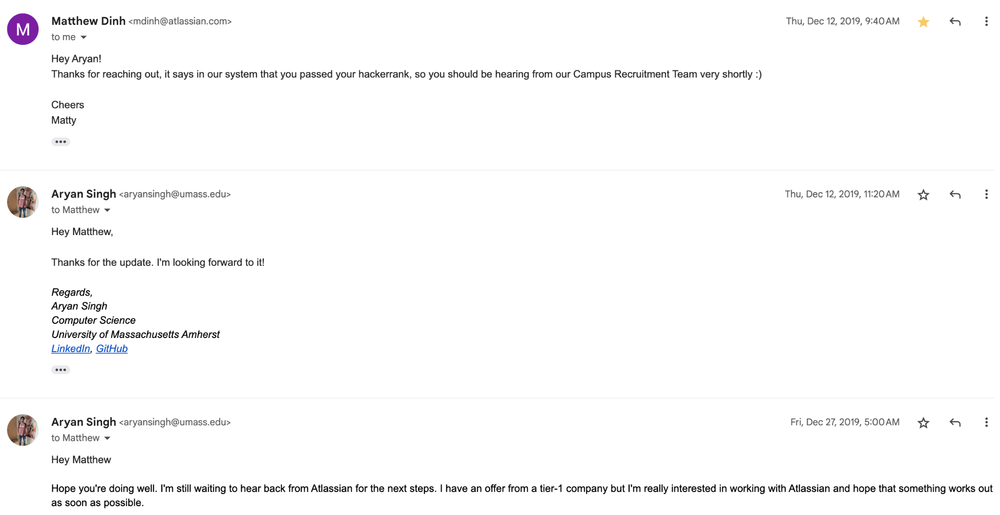 M
Matthew Dinh <mdinh@atlassian.com>
Thu, Dec 12, 2019, 9:40 AM
to me
Hey Aryan!
Thanks for reaching out, it says in our system that you passed your hackerrank, so you should be hearing from our Campus Recruitment Team very shortly :)
Cheers
Matty
Aryan Singh <aryansingh@umass.edu>
Thu, Dec 12, 2019, 11:20 AM
to Matthew
Hey Matthew,
Thanks for the update. I'm looking forward to it!
Regards,
Aryan Singh
Computer Science
University of Massachusetts Amherst
LinkedIn, GitHub
Aryan Singh <aryansingh@umass.edu>
Fri, Dec 27, 2019, 5:00 AM
to Matthew
Hey Matthew
Hope you're doing well. I'm still waiting to hear back from Atlassian for the next steps. I have an offer from a tier-1 company but I'm really interested in working with Atlassian and hope that something works out
as soon as possible.